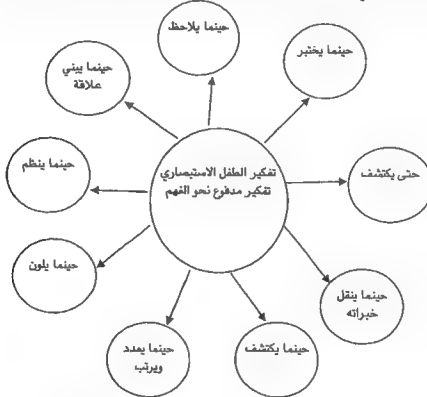 حينما يلاحظ
حينما يختبر
حينما يبني
علاقة
تفكير الطفل الاستبصاري
تفكير مدفوع نحو الفهم
حتى يكتشف
حينما ينظم
حينما يلون
حينما ينقل
خبراته
حينما يكتشف
حينما يعدد
ويرتب